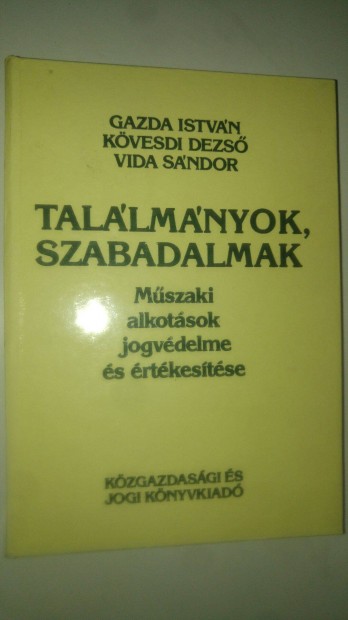 GAZDA ISTVÁN
KÖVESDI DEZSŐ
VIDA SÁNDOR
TALÁLMÁNYOK,
SZABADALMAK
Műszaki
alkotások
jogvédelme
és értékesítése
KÖZGAZDASÁGI ÉS
JOGI KÖNYVKIADÓ